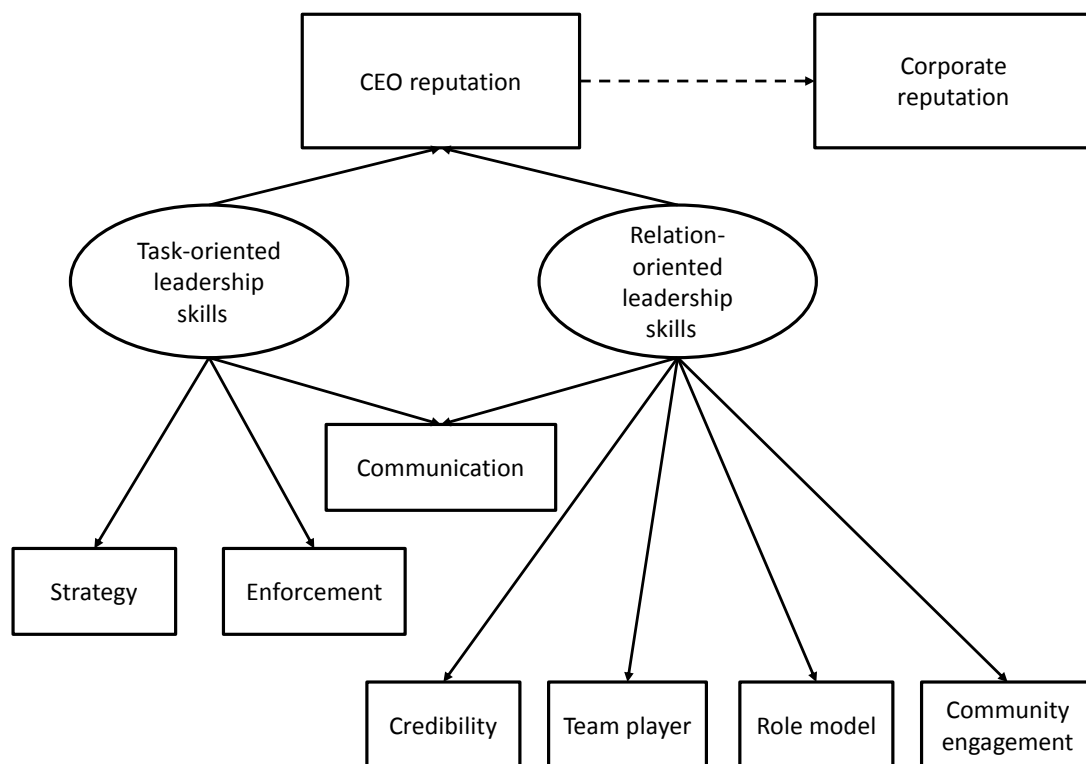 CEO reputation
Corporate
reputation
Task-oriented
leadership
skills
Relation-
oriented
leadership
skills
Communication
Strategy
Enforcement
Credibility
Team player
Role model
Community
engagement